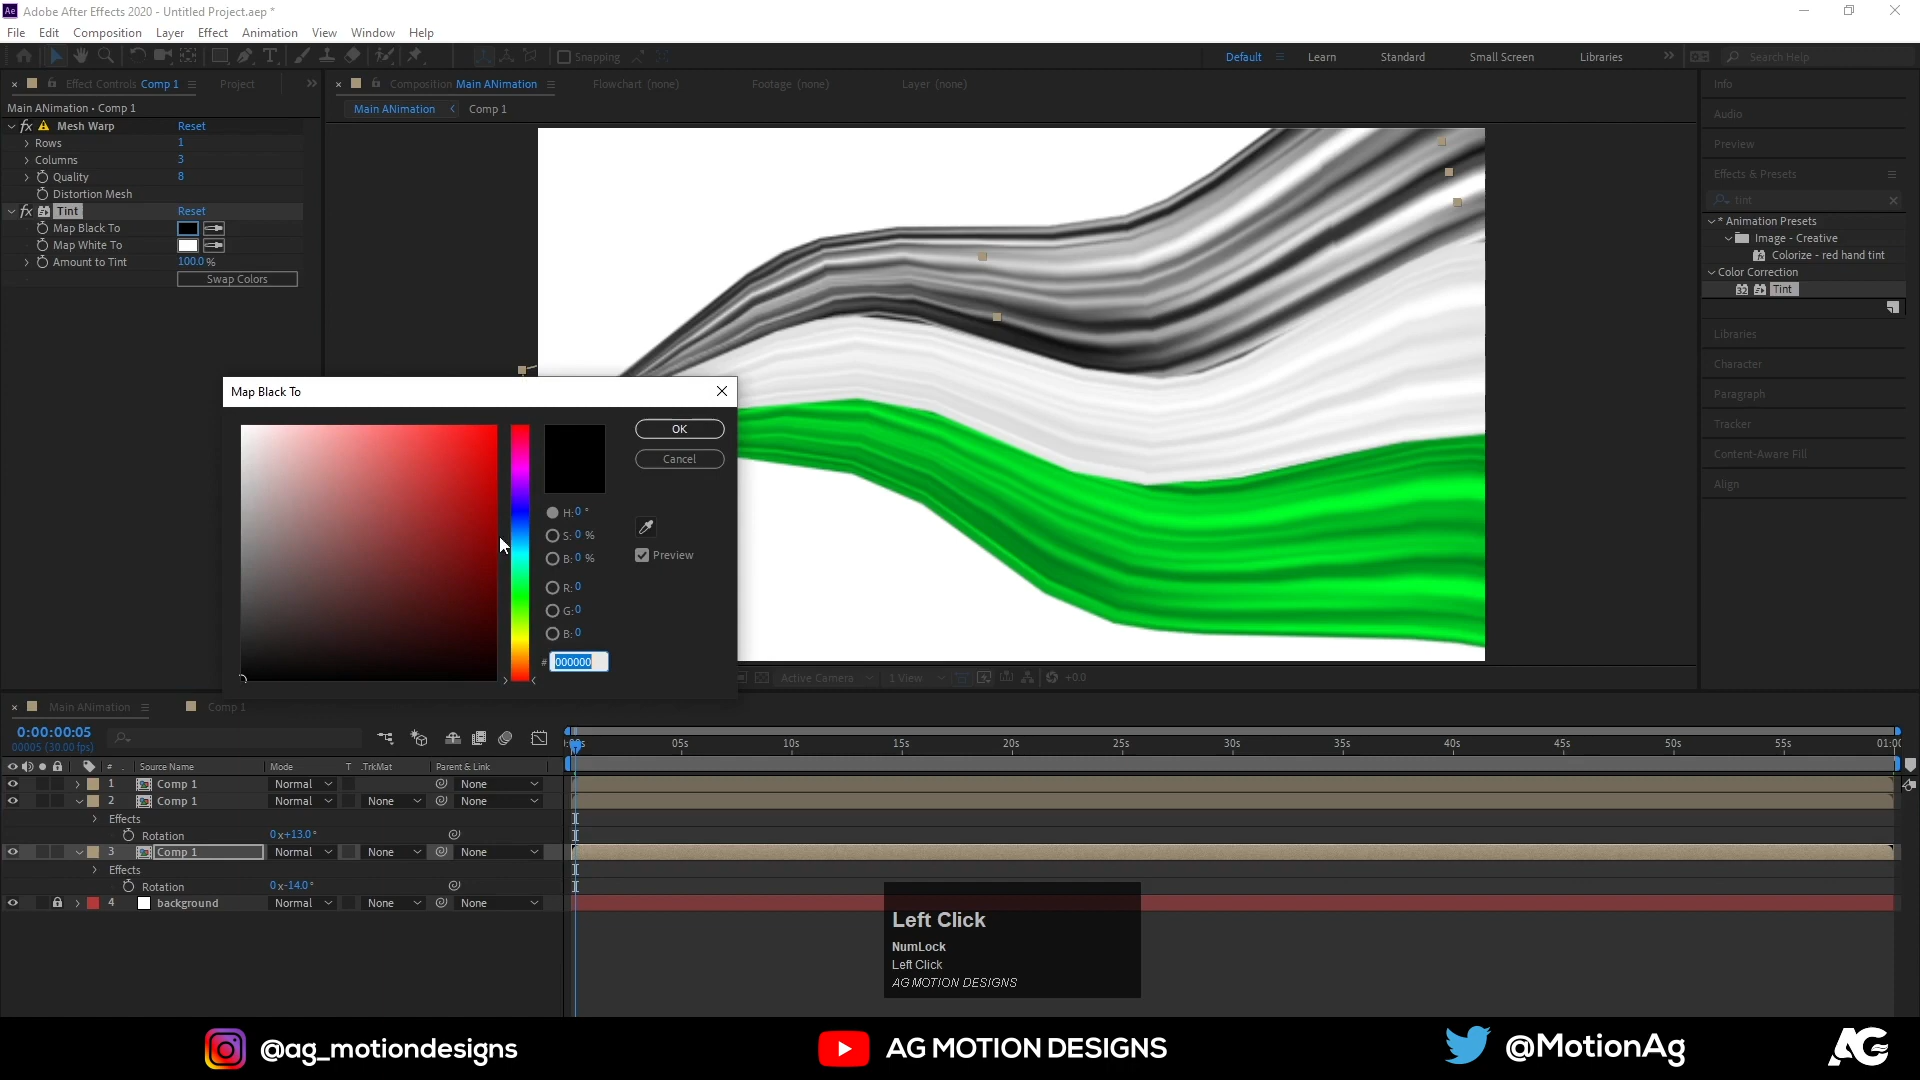 Adobe After Effects 2020 - Untitled Project.aep *
File Edit Composition Layer Effect Animation View Window Help
Snapping Default Learn Standard Small Screen Libraries Search Help
Effect Controls Comp 1 Project
Composition Main ANimation Flowchart (none) Footage (none) Layer (none)
Main ANimation • Comp 1
Main ANimation Comp 1
Mesh Warp Reset
Rows 1
Columns 3
Quality 8
Distortion Mesh
Tint Reset
Map Black To
Map White To
Amount to Tint 100.0 %
Swap Colors
Info
Audio
Preview
Effects & Presets
tint
* Animation Presets
Image - Creative
Colorize - red hand tint
Color Correction
32 Tint
Libraries
Character
Paragraph
Tracker
Content-Aware Fill
Align
Map Black To
OK
Cancel
H: 0 °
S: 0 %
B: 0 %
Preview
R: 0
G: 0
B: 0
# 000000
Active Camera 1 View +0.0
Main ANimation Comp 1
0:00:00:05
00005 (30.00 fps)
05s 10s 15s 20s 25s 30s 35s 40s 45s 50s 55s 01:00
# Source Name Mode T .TrkMat Parent & Link
1 Comp 1 Normal None
2 Comp 1 Normal None None
Effects
Rotation 0x+13.0°
3 Comp 1 Normal None None
Effects
Rotation 0x-14.0°
4 background Normal None None
Left Click
NumLock
Left Click
AG MOTION DESIGNS
@ag_motiondesigns AG MOTION DESIGNS @MotionAg AG